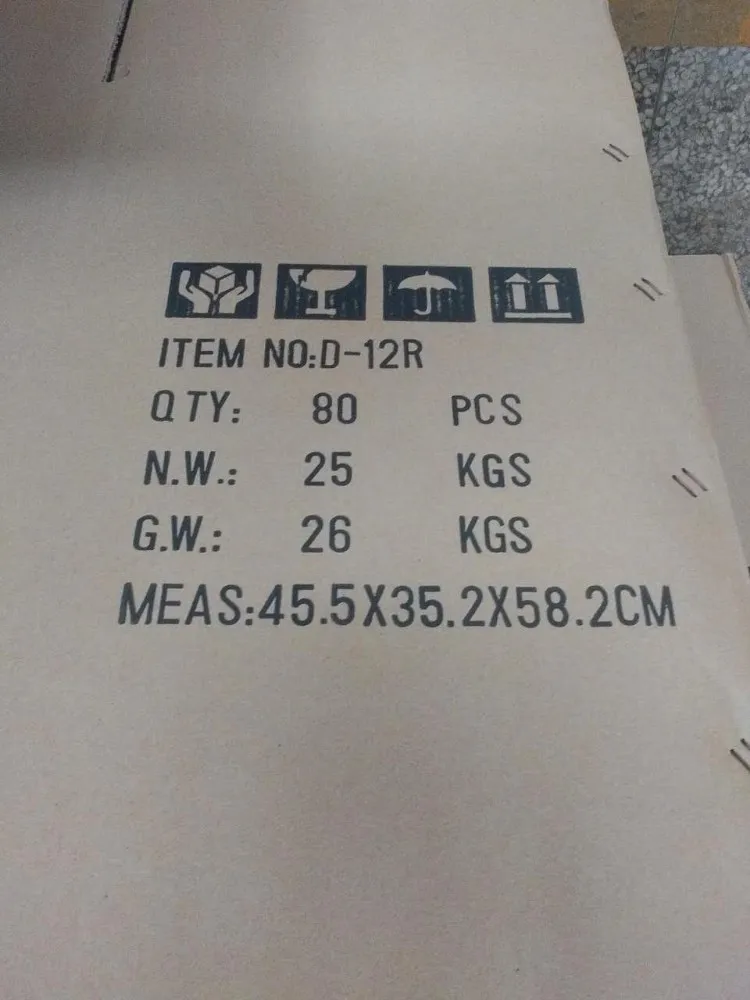 ITEM NO:D-12R
QTY: 80 PCS
N.W.: 25 KGS
G.W.: 26 KGS
MEAS:45.5X35.2X58.2CM